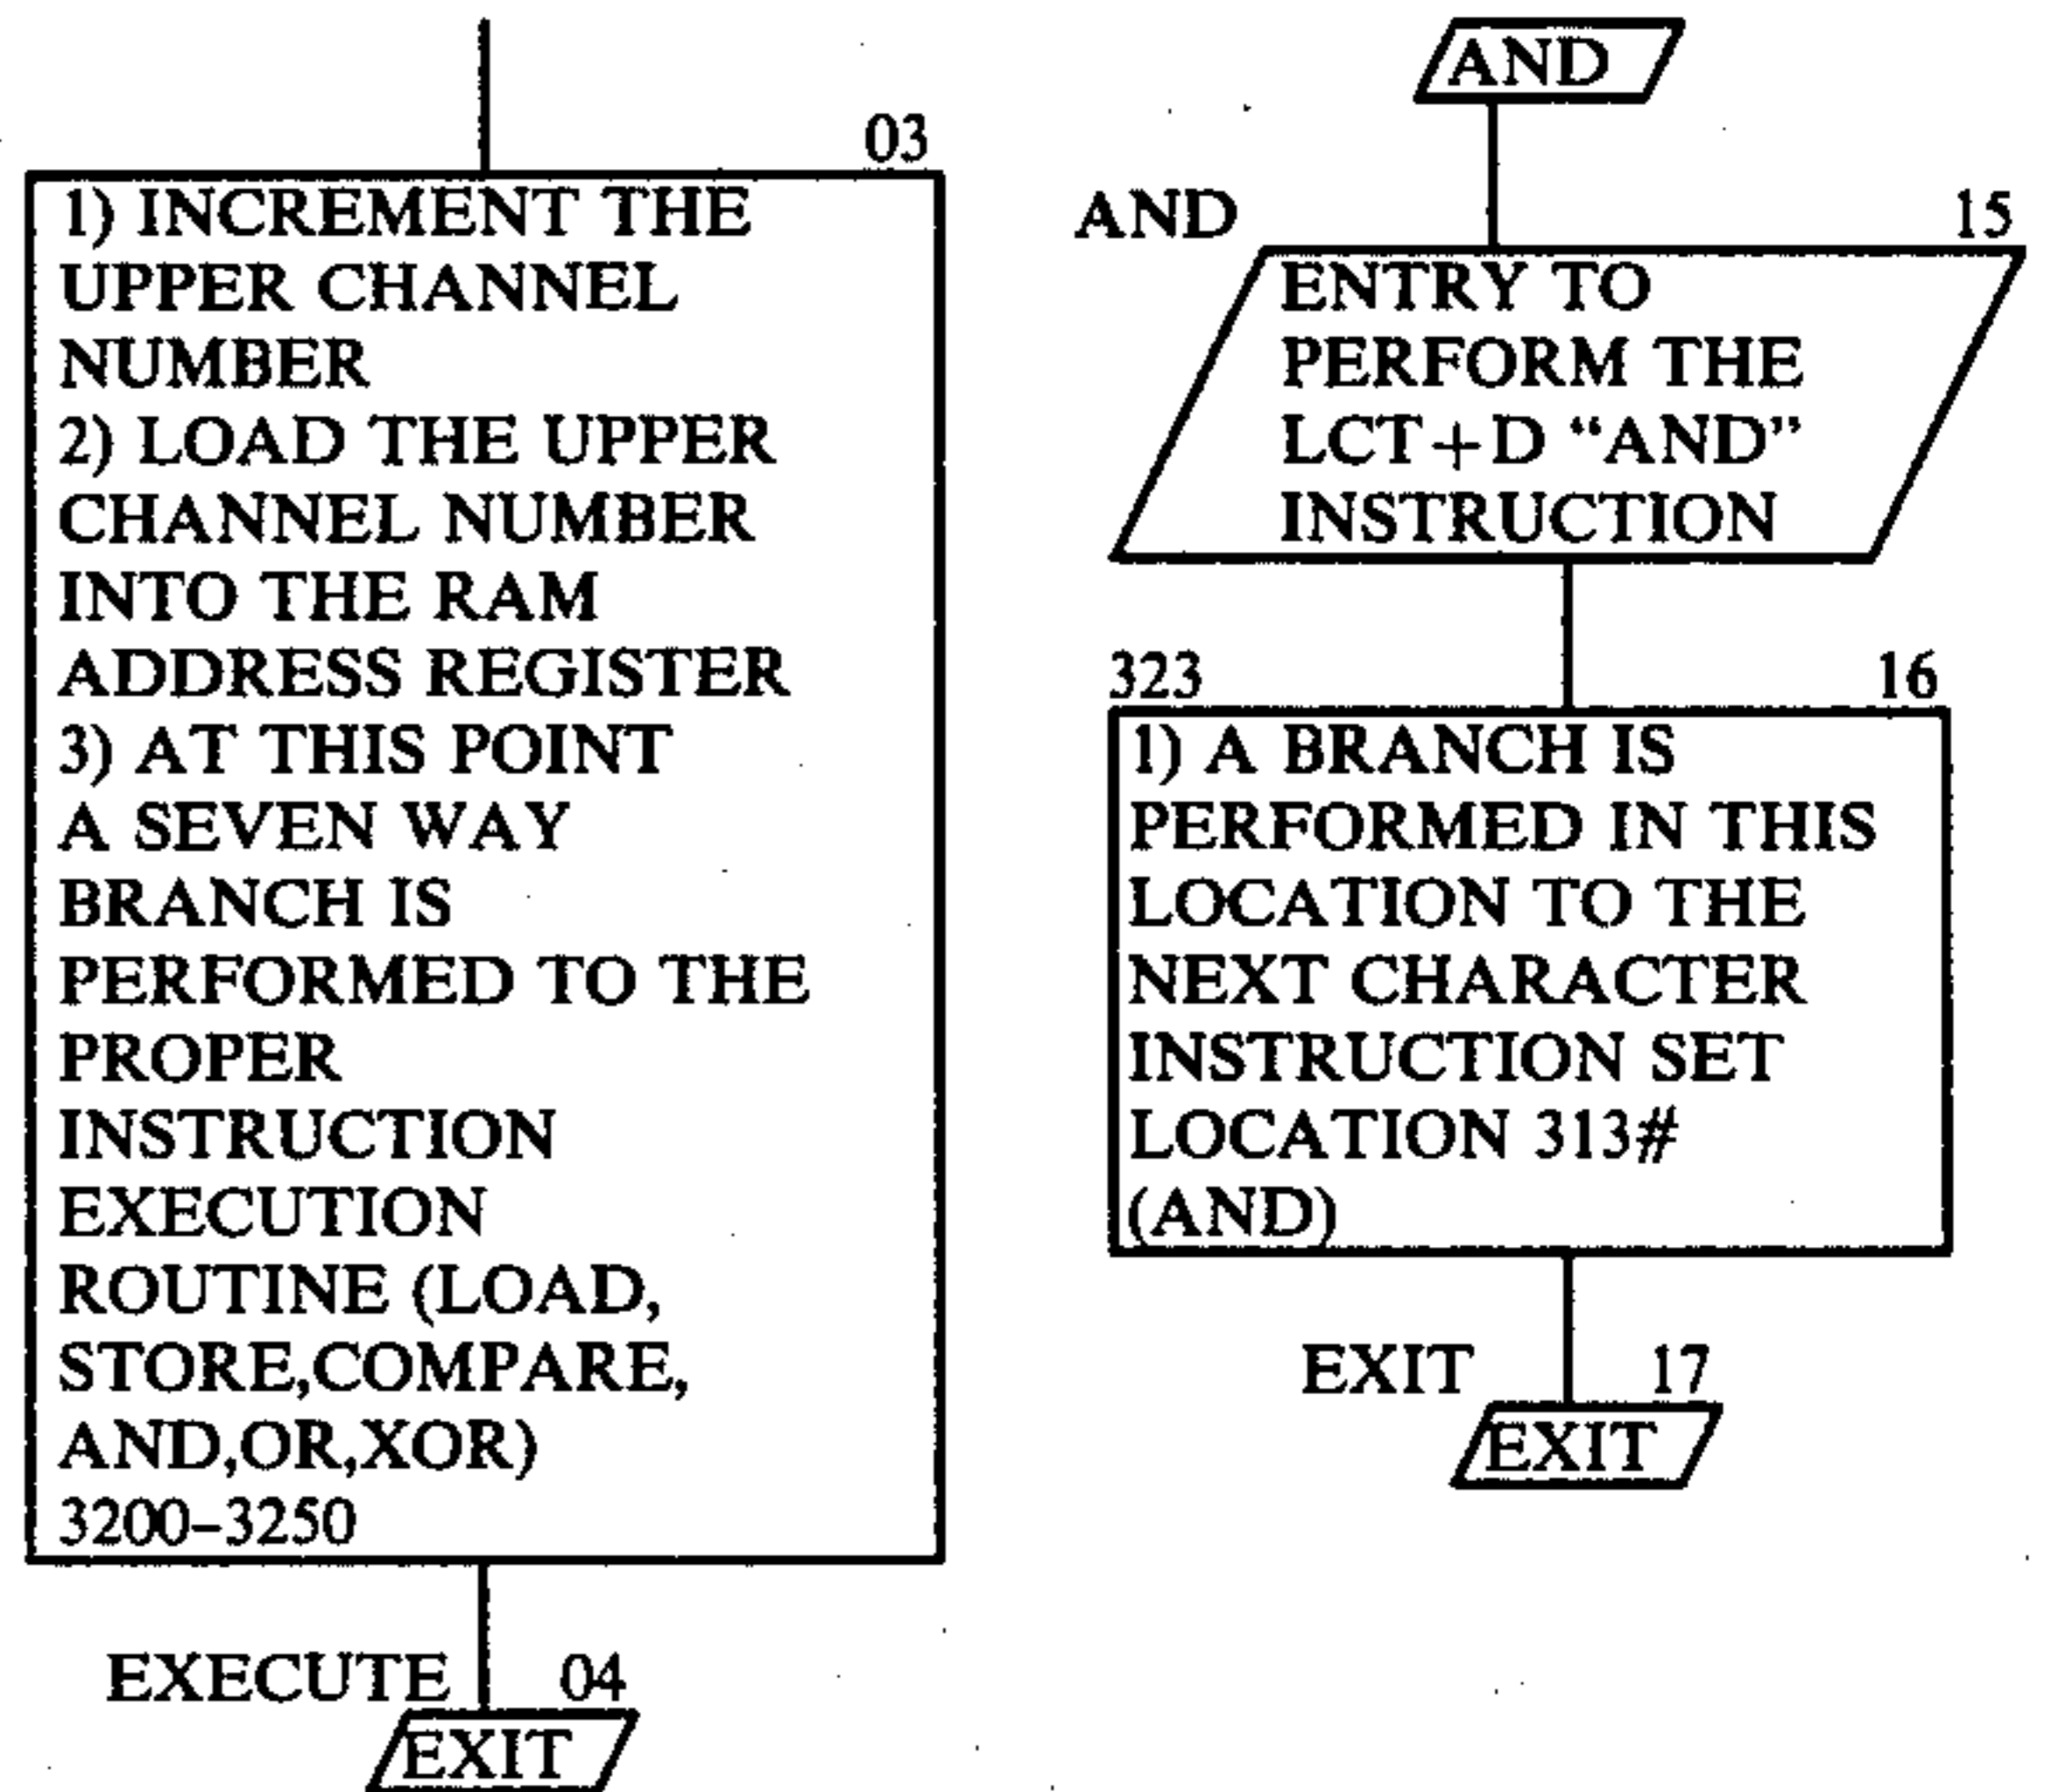 03
1) INCREMENT THE
UPPER CHANNEL
NUMBER
2) LOAD THE UPPER
CHANNEL NUMBER
INTO THE RAM
ADDRESS REGISTER
3) AT THIS POINT
A SEVEN WAY
BRANCH IS
PERFORMED TO THE
PROPER
INSTRUCTION
EXECUTION
ROUTINE (LOAD,
STORE,COMPARE,
AND,OR,XOR)
3200–3250
EXECUTE 04
EXIT
AND
AND 15
ENTRY TO
PERFORM THE
LCT+D “AND”
INSTRUCTION
323 16
1) A BRANCH IS
PERFORMED IN THIS
LOCATION TO THE
NEXT CHARACTER
INSTRUCTION SET
LOCATION 313#
(AND)
EXIT 17
EXIT